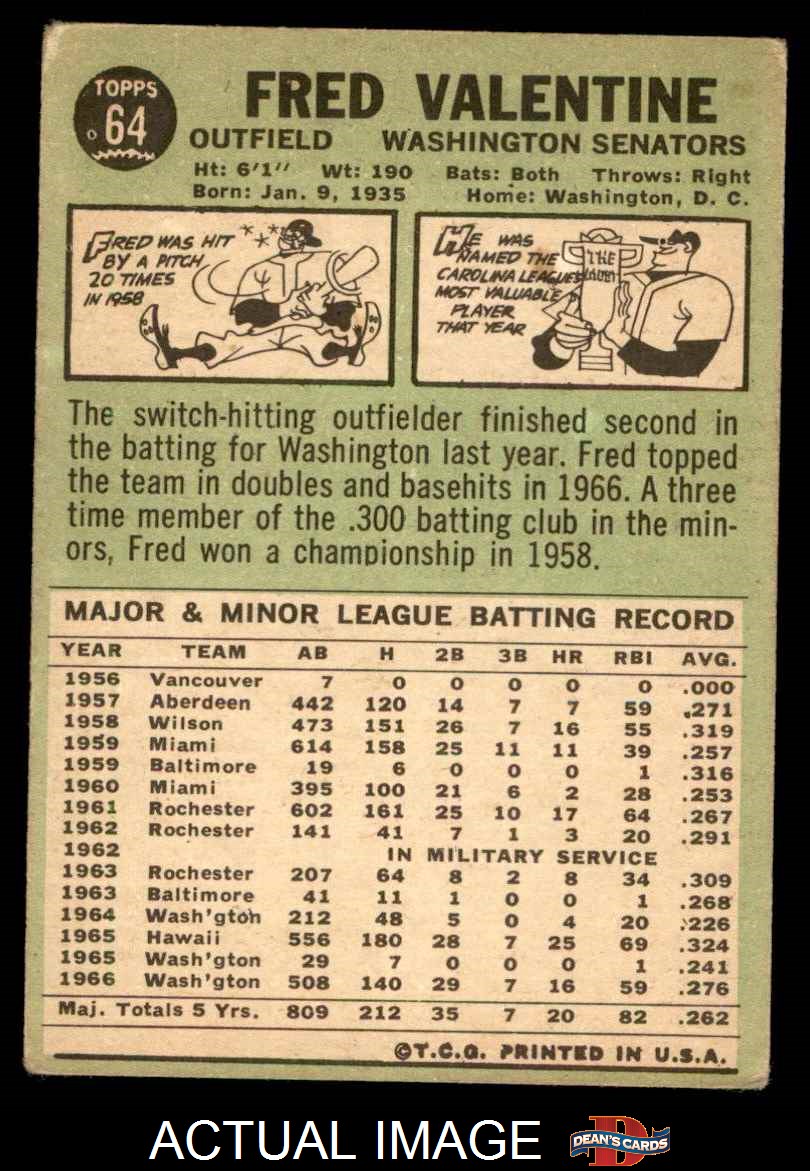 TOPPS
64
FRED VALENTINE
OUTFIELD WASHINGTON SENATORS
Ht: 6'1" Wt: 190 Bats: Both Throws: Right
Born: Jan. 9, 1935 Home: Washington, D. C.
FRED WAS HIT
BY A PITCH
20 TIMES
IN 1958
HE WAS
NAMED THE
CAROLINA LEAGUE'S
MOST VALUABLE
PLAYER
THAT YEAR
THE
The switch-hitting outfielder finished second in
the batting for Washington last year. Fred topped
the team in doubles and basehits in 1966. A three
time member of the .300 batting club in the min-
ors, Fred won a championship in 1958.
MAJOR & MINOR LEAGUE BATTING RECORD
YEAR TEAM AB H 2B 3B HR RBI AVG.
1956 Vancouver 7 0 0 0 0 0 .000
1957 Aberdeen 442 120 14 7 7 59 .271
1958 Wilson 473 151 26 7 16 55 .319
1959 Miami 614 158 25 11 11 39 .257
1959 Baltimore 19 6 0 0 0 1 .316
1960 Miami 395 100 21 6 2 28 .253
1961 Rochester 602 161 25 10 17 64 .267
1962 Rochester 141 41 7 1 3 20 .291
1962 IN MILITARY SERVICE
1963 Rochester 207 64 8 2 8 34 .309
1963 Baltimore 41 11 1 0 0 1 .268
1964 Wash'gton 212 48 5 0 4 20 .226
1965 Hawaii 556 180 28 7 25 69 .324
1965 Wash'gton 29 7 0 0 0 1 .241
1966 Wash'gton 508 140 29 7 16 59 .276
Maj. Totals 5 Yrs. 809 212 35 7 20 82 .262
©T.C.G. PRINTED IN U.S.A.
ACTUAL IMAGE
D
DEAN'S CARDS